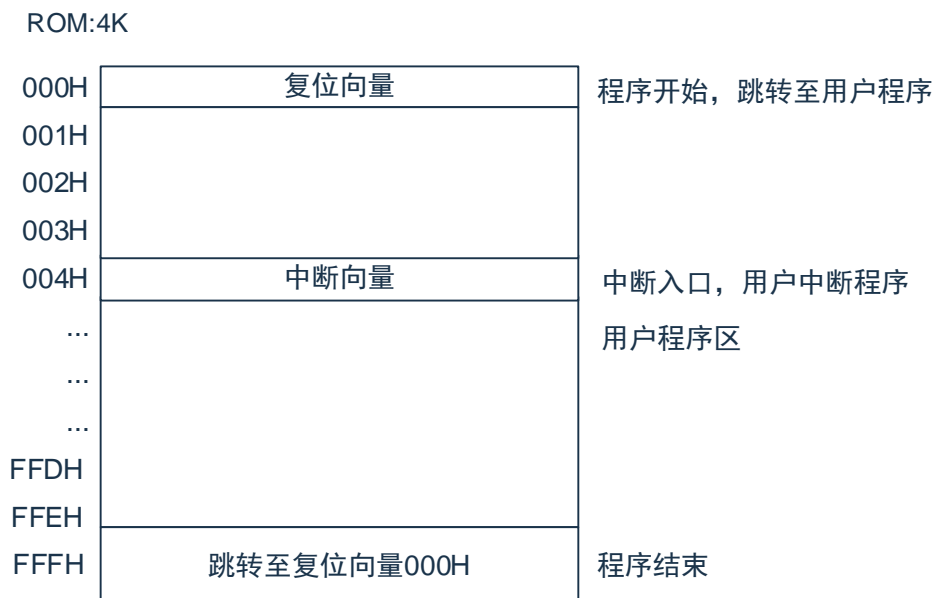 ROM:4K
000H 复位向量 程序开始，跳转至用户程序
001H
002H
003H
004H 中断向量 中断入口，用户中断程序
... 用户程序区
...
...
FFDH
FFEH
FFFH 跳转至复位向量000H 程序结束